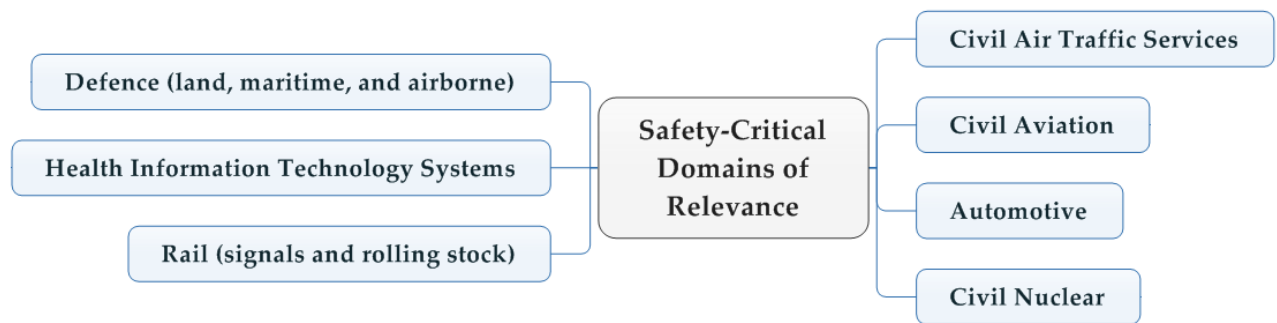 Defence (land, maritime, and airborne)
Health Information Technology Systems
Rail (signals and rolling stock)
Safety-Critical
Domains of
Relevance
Civil Air Traffic Services
Civil Aviation
Automotive
Civil Nuclear